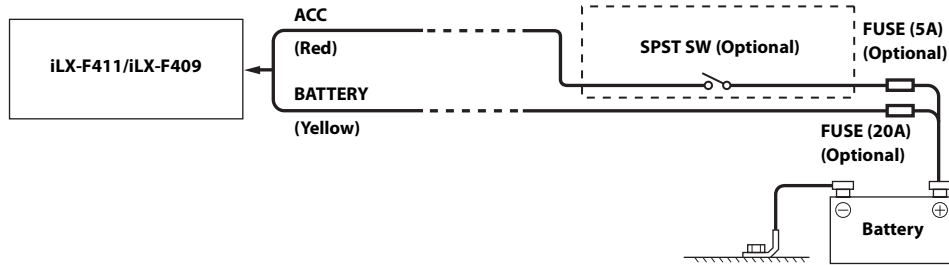 ACC
(Red)
iLX-F411/iLX-F409
BATTERY
(Yellow)
SPST SW (Optional)
FUSE (5A)
(Optional)
FUSE (20A)
(Optional)
Battery